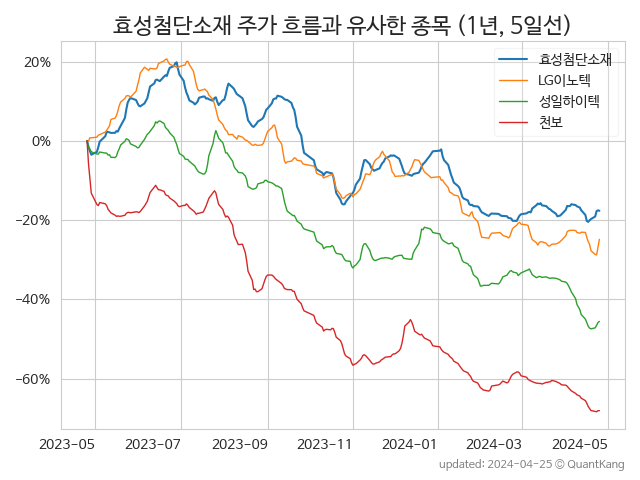 효성첨단소재 주가 흐름과 유사한 종목 (1년, 5일선)
효성첨단소재
LG이노텍
성일하이텍
천보
20%
0%
−20%
−40%
−60%
2023-05 2023-07 2023-09 2023-11 2024-01 2024-03 2024-05
updated: 2024-04-25 © QuantKang